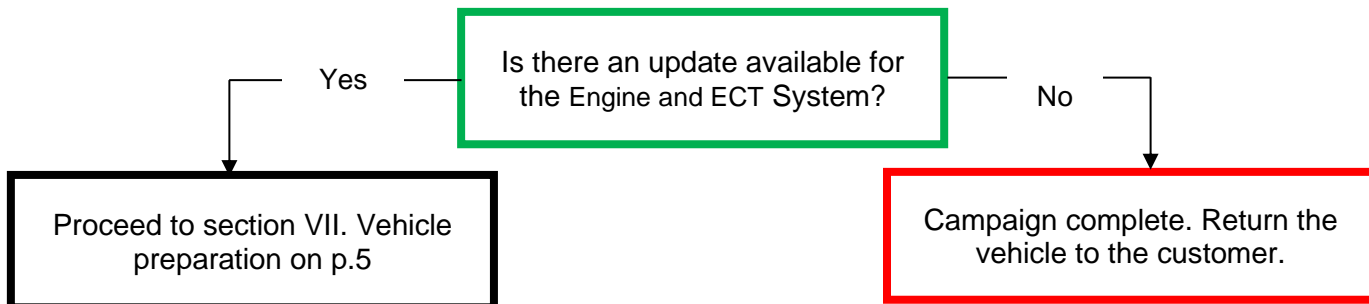 Is there an update available for
the Engine and ECT System?
Yes
No
Proceed to section VII. Vehicle
preparation on p.5
Campaign complete. Return the
vehicle to the customer.